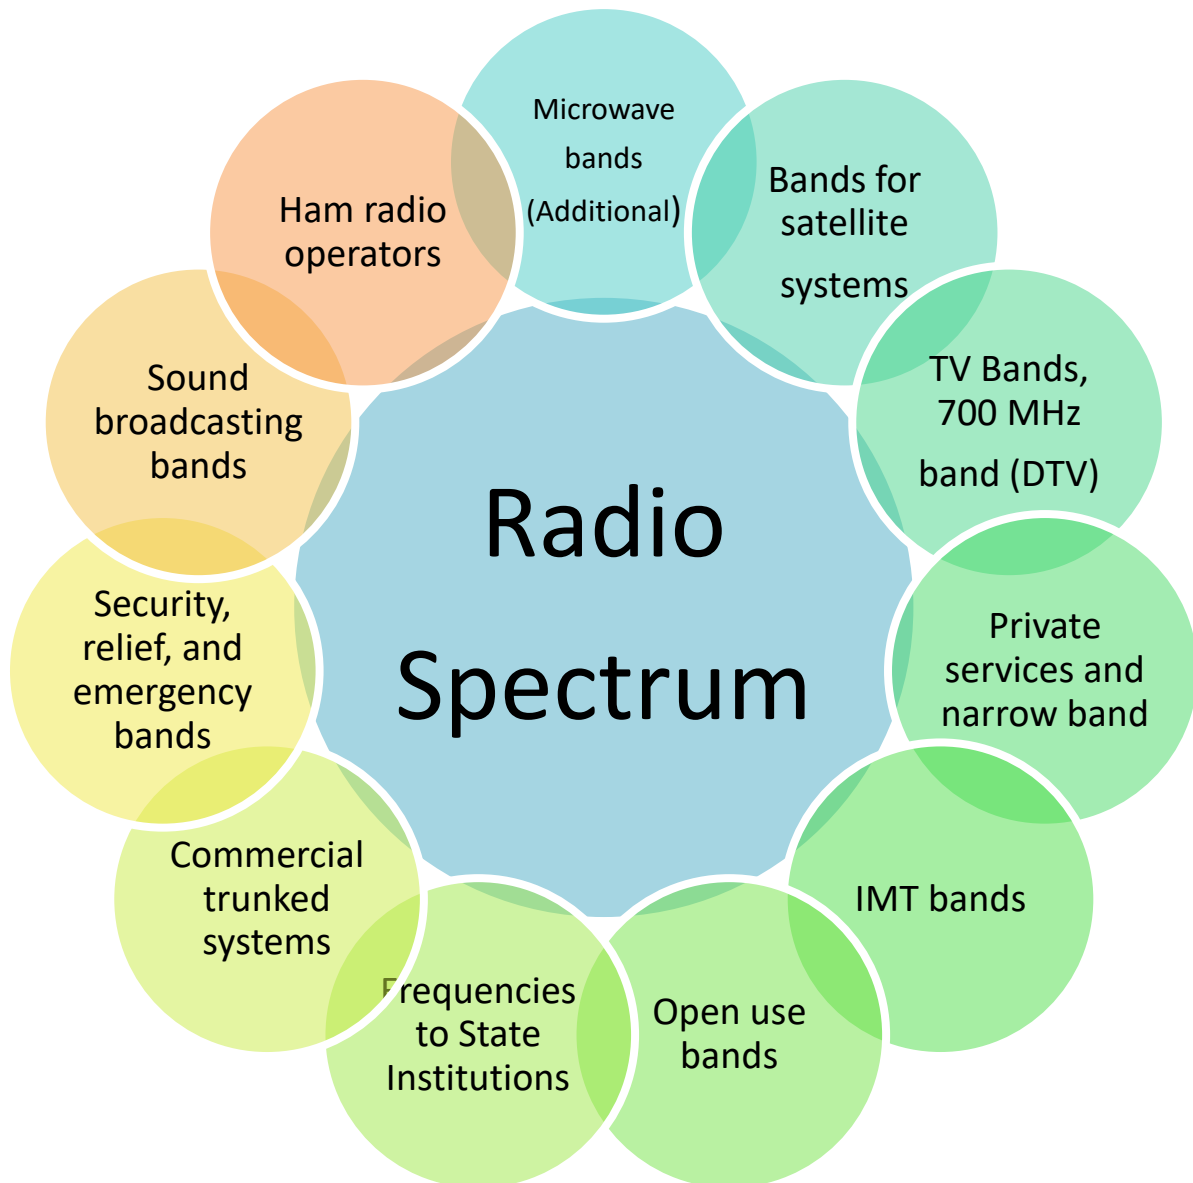 Microwave
bands
(Additional)
Bands for
satellite
systems
TV Bands,
700 MHz
band (DTV)
Private
services and
narrow band
IMT bands
Open use
bands
Frequencies
to State
Institutions
Commercial
trunked
systems
Security,
relief, and
emergency
bands
Sound
broadcasting
bands
Ham radio
operators
Radio
Spectrum